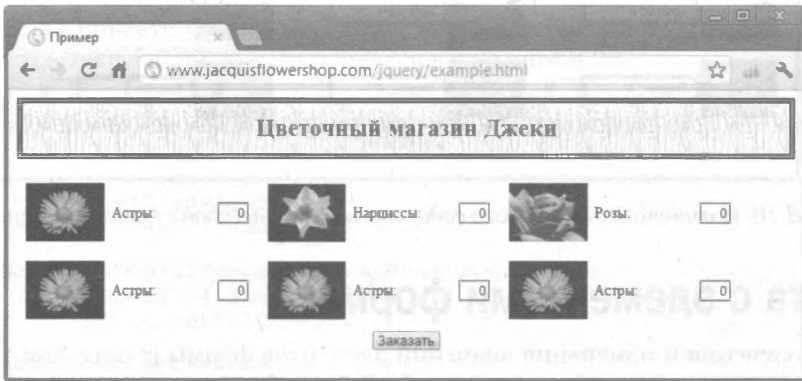 Пример
www.jacquisflowershop.com/jquery/example.html
Цветочный магазин Джеки
Астры: 0 Нарциссы: 0 Розы: 0
Астры: 0 Астры: 0 Астры: 0
Заказать